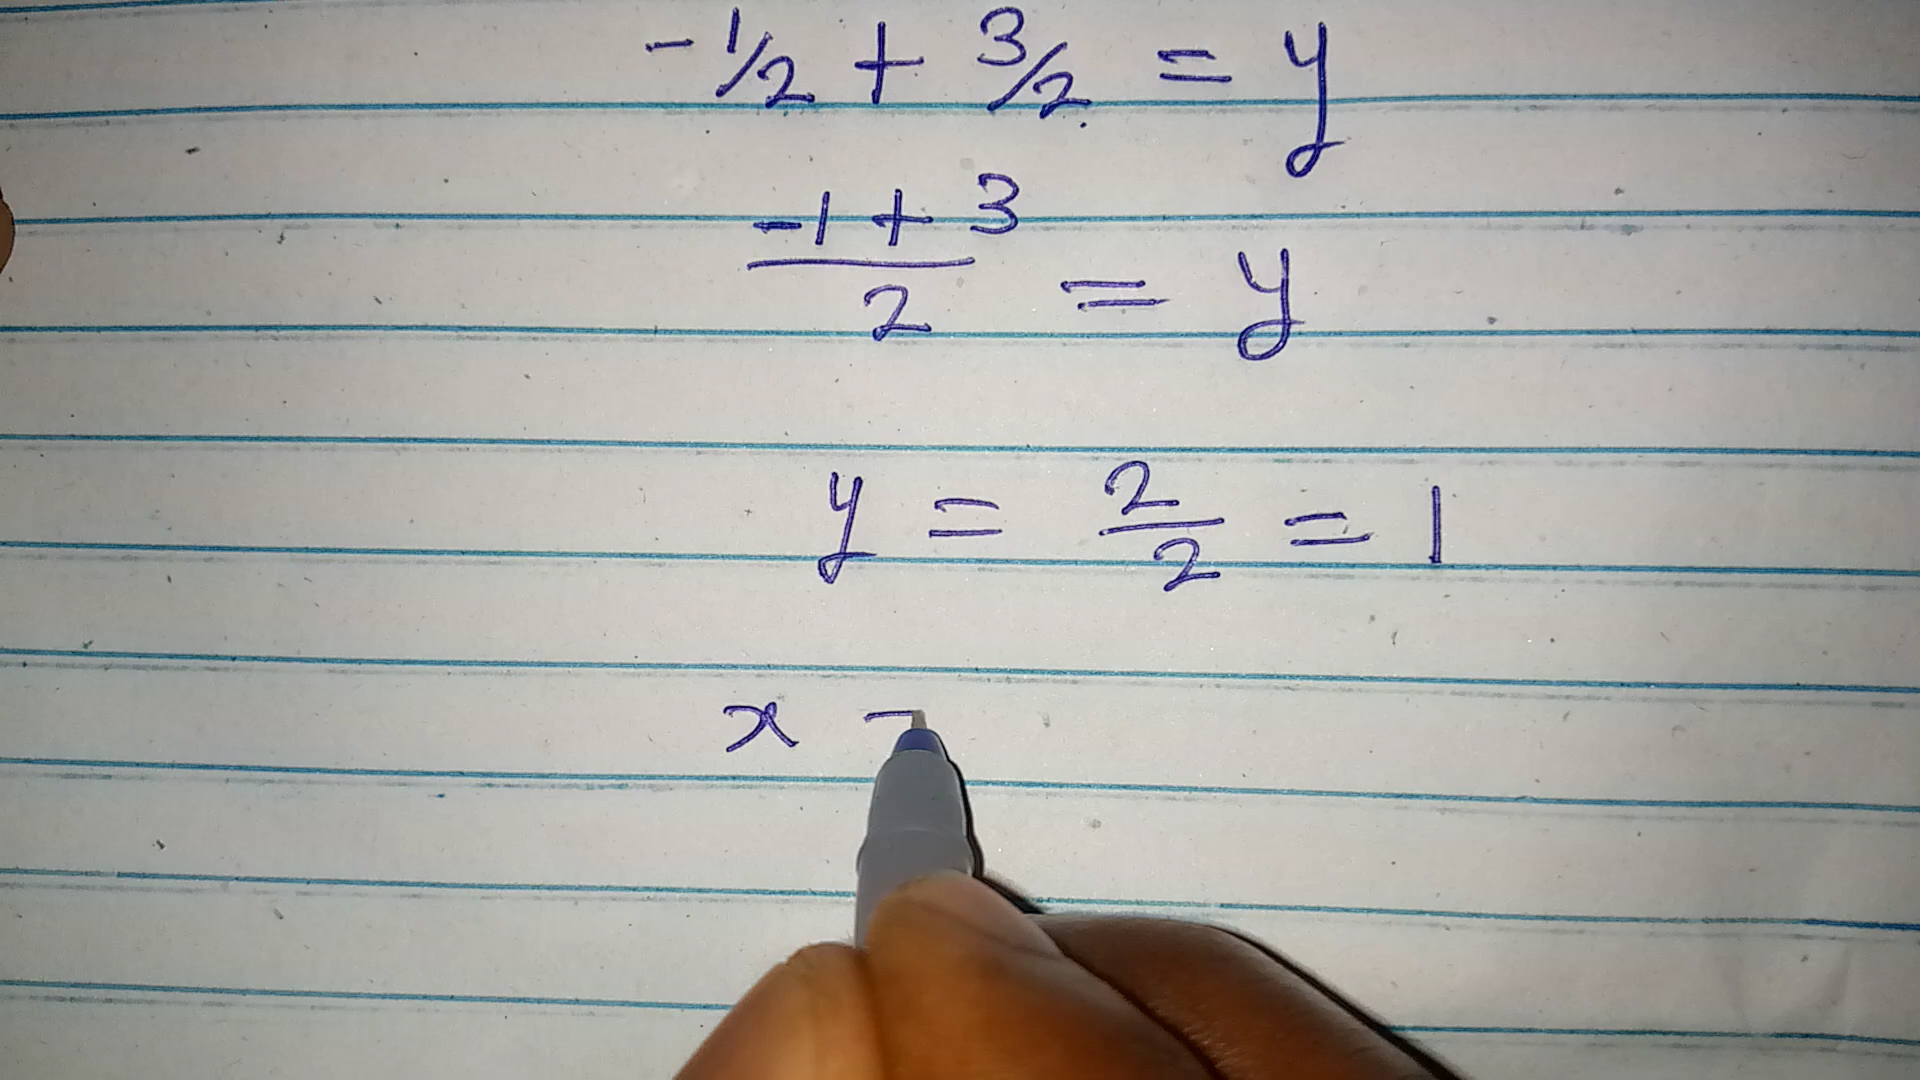 -1/2 + 3/2 = y
-1 + 3
2 = y
y = 2/2 = 1
x -